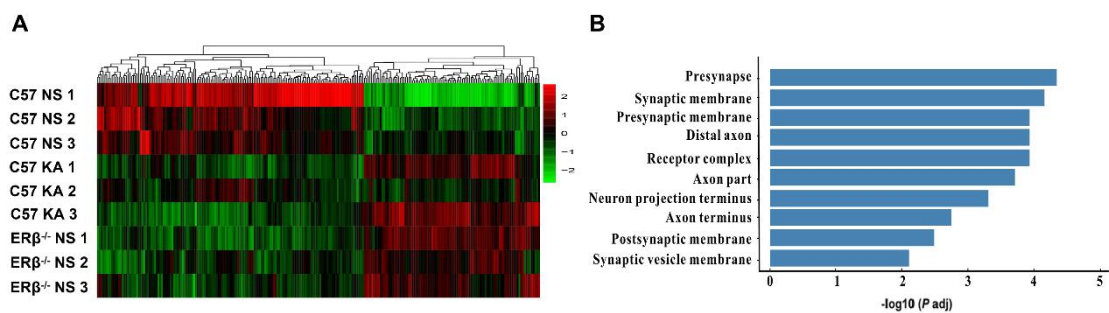 A
C57 NS 1
C57 NS 2
C57 NS 3
C57 KA 1
C57 KA 2
C57 KA 3
ERβ⁻/⁻ NS 1
ERβ⁻/⁻ NS 2
ERβ⁻/⁻ NS 3
2
1
0
−1
−2
B
Presynapse
Synaptic membrane
Presynaptic membrane
Distal axon
Receptor complex
Axon part
Neuron projection terminus
Axon terminus
Postsynaptic membrane
Synaptic vesicle membrane
0 1 2 3 4 5
-log10 (P adj)